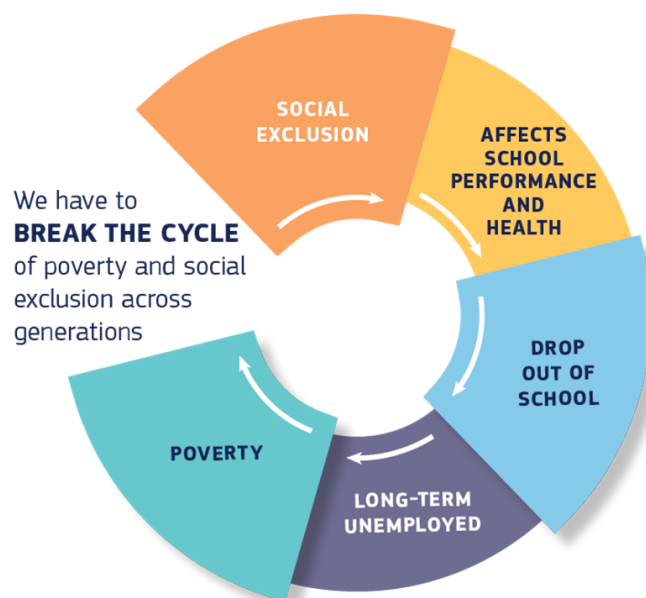 We have to
BREAK THE CYCLE
of poverty and social
exclusion across
generations
SOCIAL
EXCLUSION
AFFECTS
SCHOOL
PERFORMANCE
AND
HEALTH
DROP
OUT OF
SCHOOL
LONG-TERM
UNEMPLOYED
POVERTY